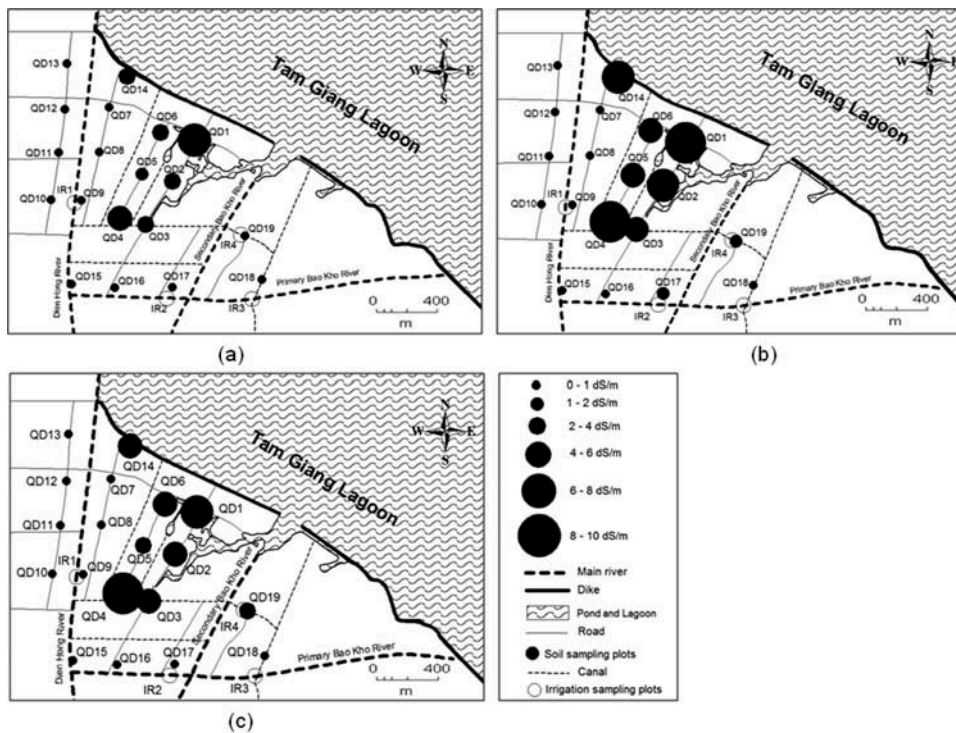 N
W E
S
Tam Giang Lagoon
QD13
QD14
QD12
QD7
QD6
QD1
QD11
QD8
QD5
QD2
IR1
QD10
QD9
QD4
QD3
Secondary Bao Kho River
QD19
IR4
Dien Hong River
QD15
QD16
QD17
QD18
Primary Bao Kho River
IR2
IR3
0 400
m
(a)
N
W E
S
Tam Giang Lagoon
QD13
QD14
QD12
QD7
QD6
QD1
QD11
QD8
QD5
QD2
IR1
QD10
QD9
QD4
QD3
Secondary Bao Kho River
QD19
IR4
Dien Hong River
QD15
QD16
QD17
QD18
Primary Bao Kho River
IR2
IR3
0 400
m
(b)
N
W E
S
Tam Giang Lagoon
QD13
QD14
QD12
QD7
QD6
QD1
QD11
QD8
QD5
QD2
IR1
QD10
QD9
QD4
QD3
Secondary Bao Kho River
QD19
IR4
Dien Hong River
QD15
QD16
QD17
QD18
Primary Bao Kho River
IR2
IR3
0 400
m
(c)
0 - 1 dS/m
1 - 2 dS/m
2 - 4 dS/m
4 - 6 dS/m
6 - 8 dS/m
8 - 10 dS/m
Main river
Dike
Pond and Lagoon
Road
Soil sampling plots
Canal
Irrigation sampling plots